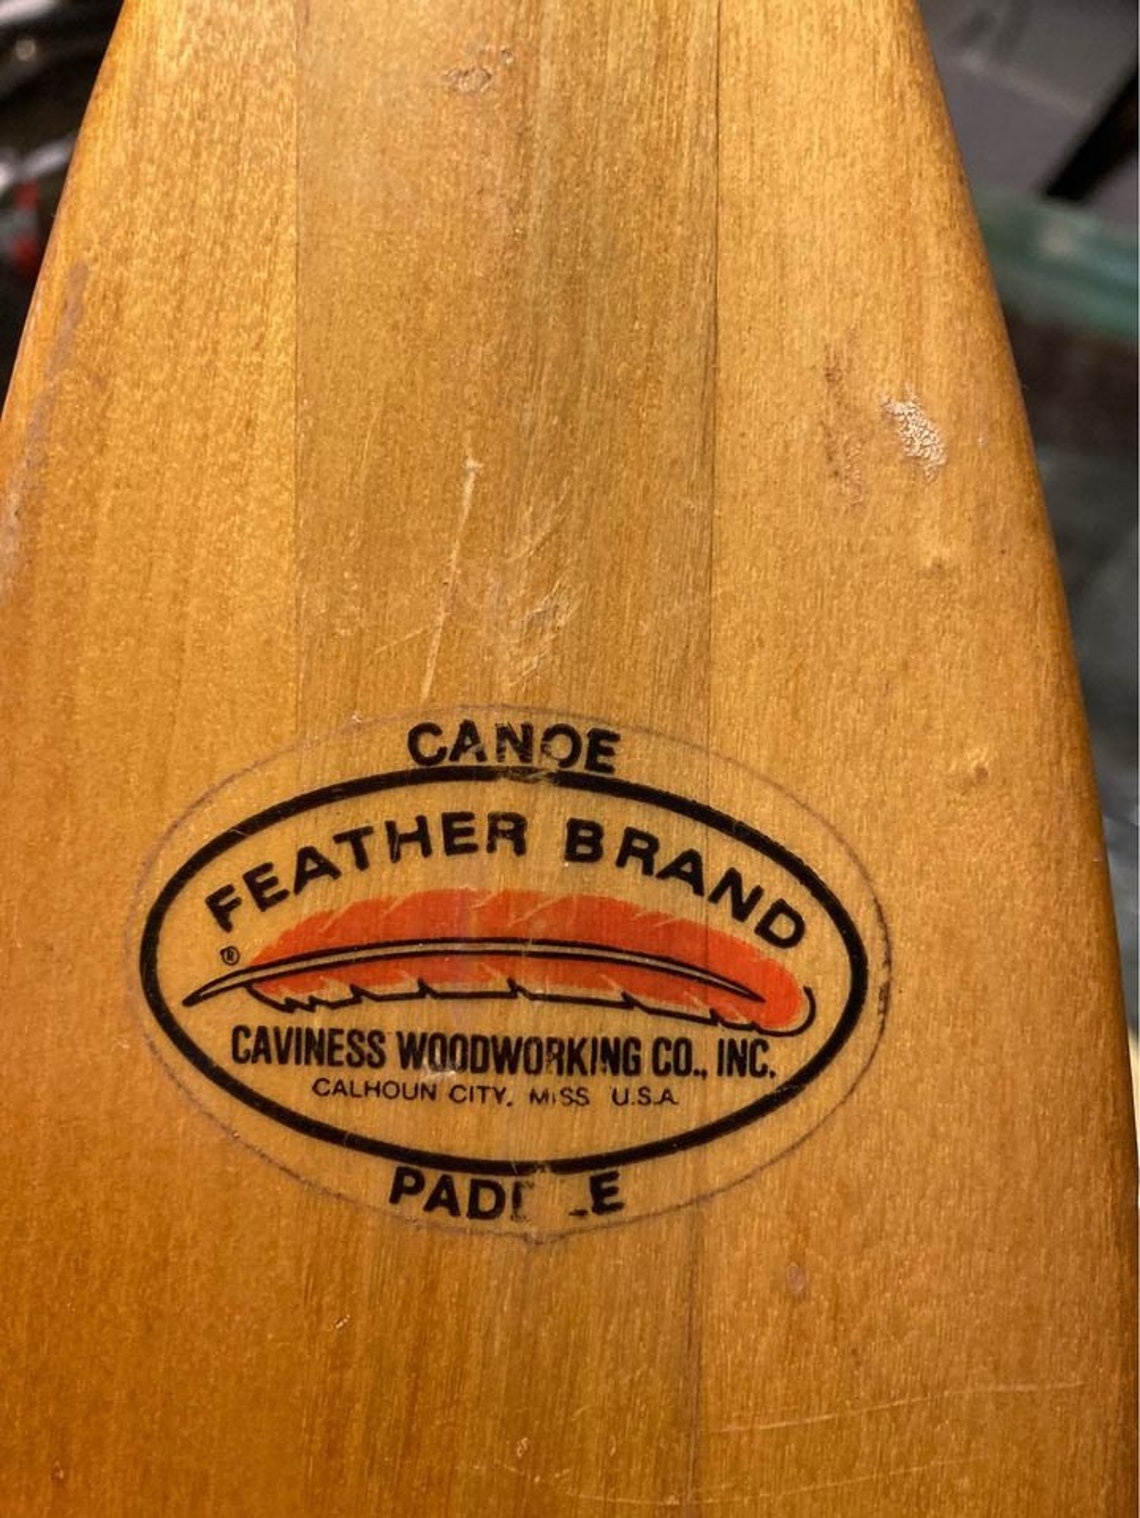 CANOE
FEATHER BRAND
®
CAVINESS WOODWORKING CO., INC.
CALHOUN CITY, MISS U.S.A.
PADDLE